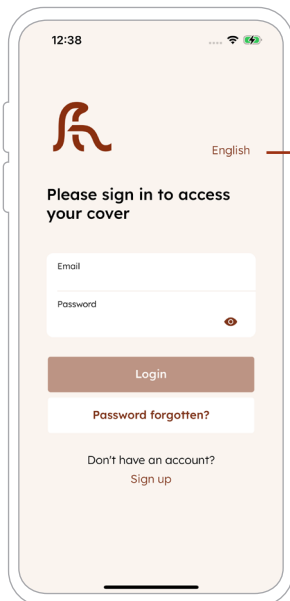 12:38
English
Please sign in to access
your cover
Email
Password
Login
Password forgotten?
Don't have an account?
Sign up